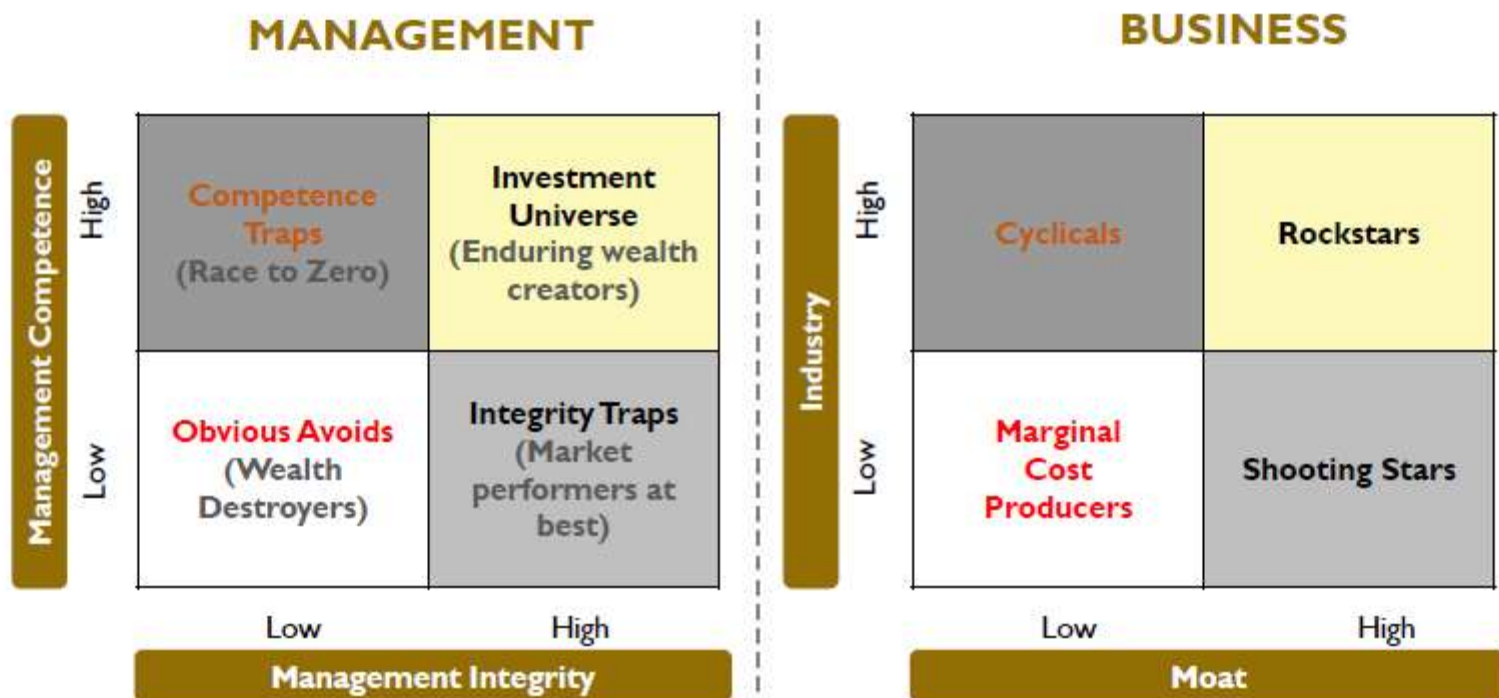 MANAGEMENT
Management Competence
High
Low
Competence
Traps
(Race to Zero)
Investment
Universe
(Enduring wealth
creators)
Obvious Avoids
(Wealth
Destroyers)
Integrity Traps
(Market
performers at
best)
Low
High
Management Integrity
BUSINESS
Industry
High
Low
Cyclicals
Rockstars
Marginal
Cost
Producers
Shooting Stars
Low
High
Moat